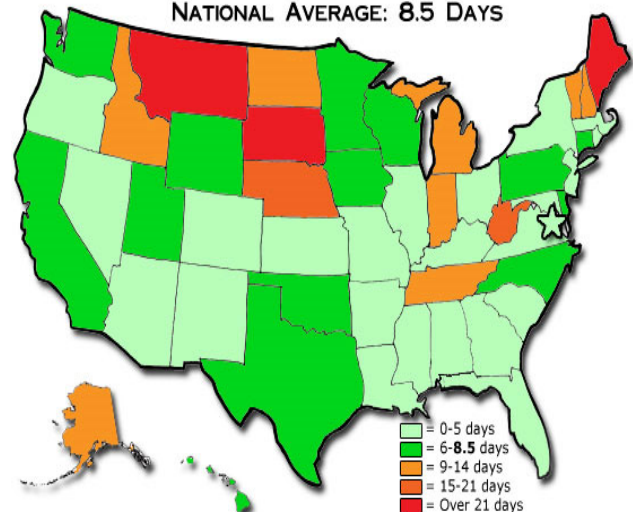 NATIONAL AVERAGE: 8.5 DAYS
= 0-5 days
= 6-8.5 days
= 9-14 days
= 15-21 days
= Over 21 days